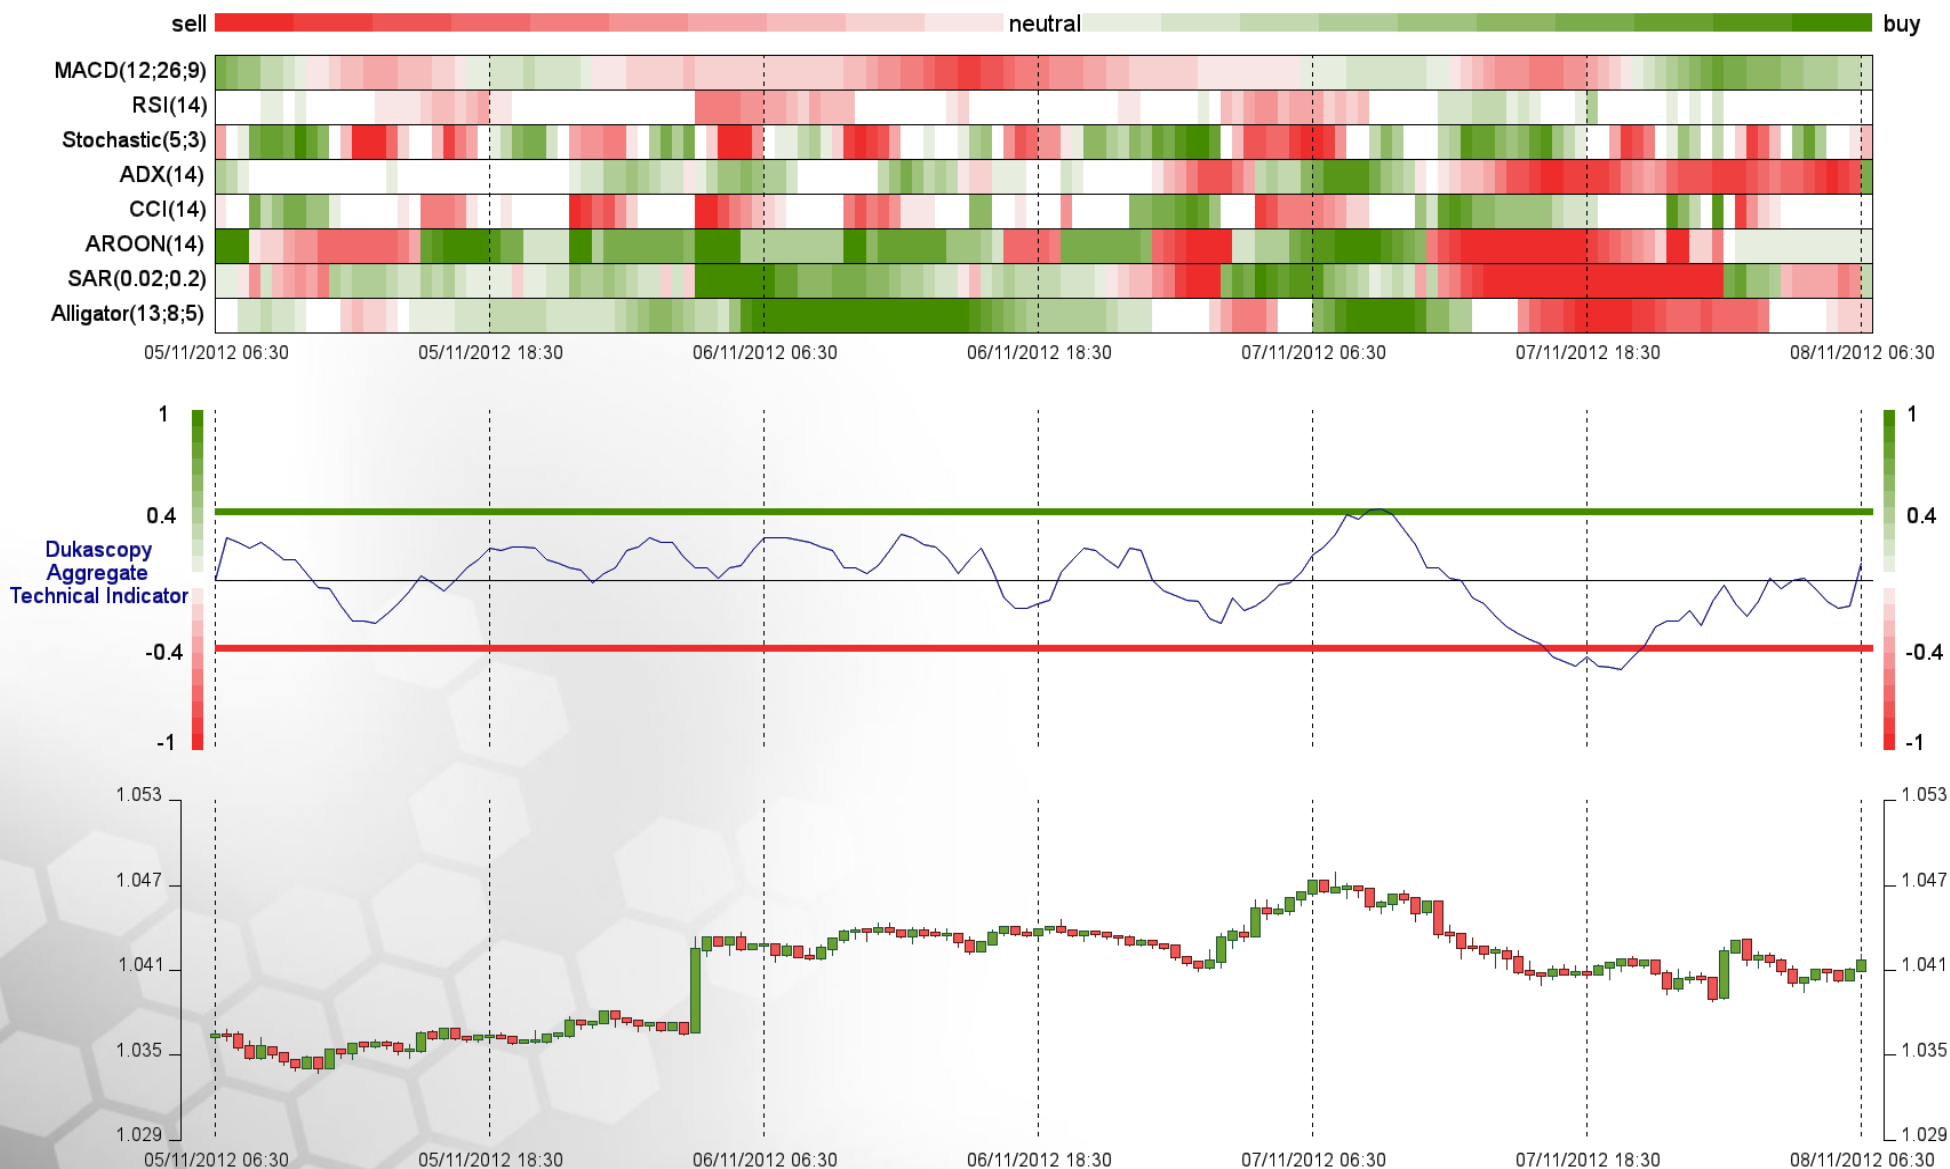 sell neutral buy
MACD(12;26;9)
RSI(14)
Stochastic(5;3)
ADX(14)
CCI(14)
AROON(14)
SAR(0.02;0.2)
Alligator(13;8;5)
05/11/2012 06:30 05/11/2012 18:30 06/11/2012 06:30 06/11/2012 18:30 07/11/2012 06:30 07/11/2012 18:30 08/11/2012 06:30
1 1
0.4 0.4
Dukascopy
Aggregate
Technical Indicator
-0.4 -0.4
-1 -1
1.053 1.053
1.047 1.047
1.041 1.041
1.035 1.035
1.029 1.029
05/11/2012 06:30 05/11/2012 18:30 06/11/2012 06:30 06/11/2012 18:30 07/11/2012 06:30 07/11/2012 18:30 08/11/2012 06:30